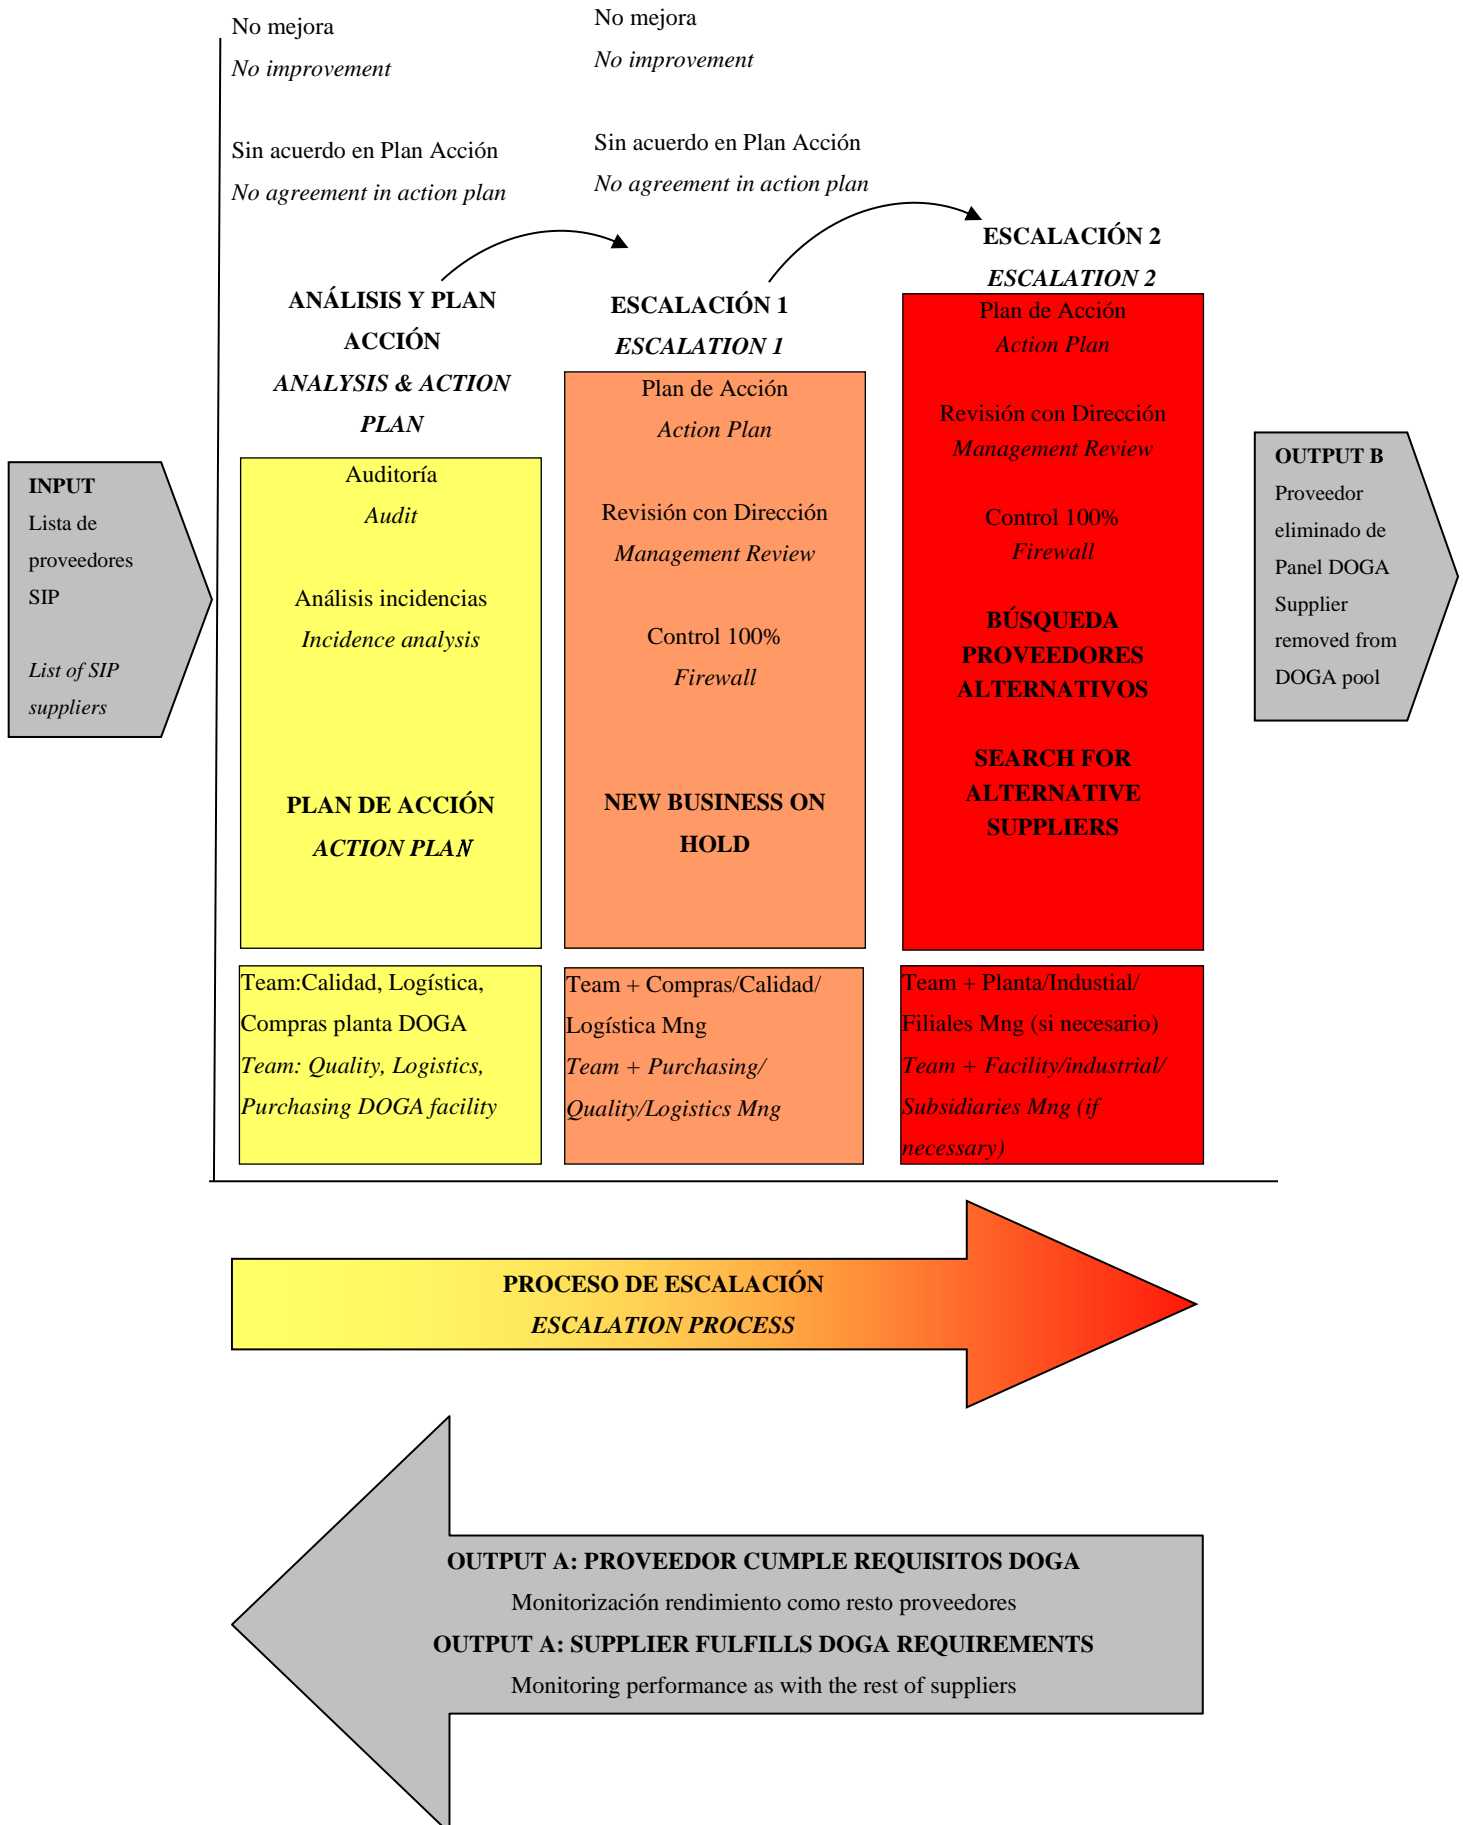 No mejora
No improvement
Sin acuerdo en Plan Acción
No agreement in action plan
No mejora
No improvement
Sin acuerdo en Plan Acción
No agreement in action plan
INPUT
Lista de
proveedores
SIP
List of SIP
suppliers
ANÁLISIS Y PLAN
ACCIÓN
ANALYSIS & ACTION
PLAN
Auditoría
Audit
Análisis incidencias
Incidence analysis
PLAN DE ACCIÓN
ACTION PLAN
Team:Calidad, Logística,
Compras planta DOGA
Team: Quality, Logistics,
Purchasing DOGA facility
ESCALACIÓN 1
ESCALATION 1
Plan de Acción
Action Plan
Revisión con Dirección
Management Review
Control 100%
Firewall
NEW BUSINESS ON
HOLD
Team + Compras/Calidad/
Logística Mng
Team + Purchasing/
Quality/Logistics Mng
ESCALACIÓN 2
ESCALATION 2
Plan de Acción
Action Plan
Revisión con Dirección
Management Review
Control 100%
Firewall
BÚSQUEDA
PROVEEDORES
ALTERNATIVOS
SEARCH FOR
ALTERNATIVE
SUPPLIERS
Team + Planta/Industial/
Filiales Mng (si necesario)
Team + Facility/industrial/
Subsidiaries Mng (if
necessary)
OUTPUT B
Proveedor
eliminado de
Panel DOGA
Supplier
removed from
DOGA pool
PROCESO DE ESCALACIÓN
ESCALATION PROCESS
OUTPUT A: PROVEEDOR CUMPLE REQUISITOS DOGA
Monitorización rendimiento como resto proveedores
OUTPUT A: SUPPLIER FULFILLS DOGA REQUIREMENTS
Monitoring performance as with the rest of suppliers